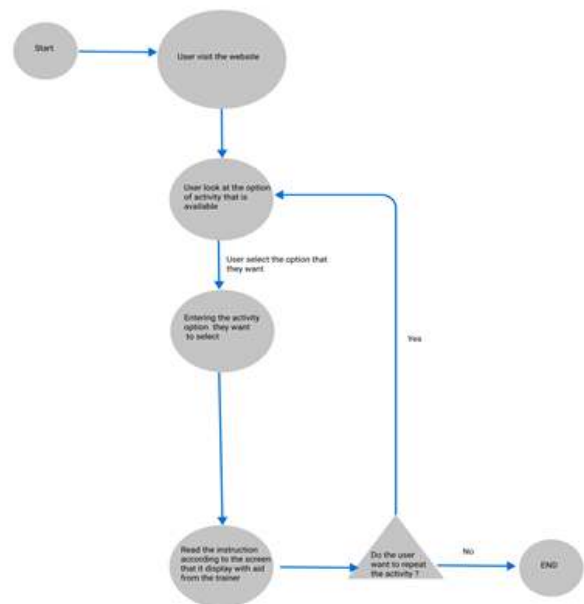 Start
User visit the website
User look at the option
of activity that is
available
User select the option that
they want
Entering the activity
option they want
to select
Yes
Read the instruction
according to the screen
that it display with aid
from the trainer
Do the user
want to repeat
the activity ?
No
END